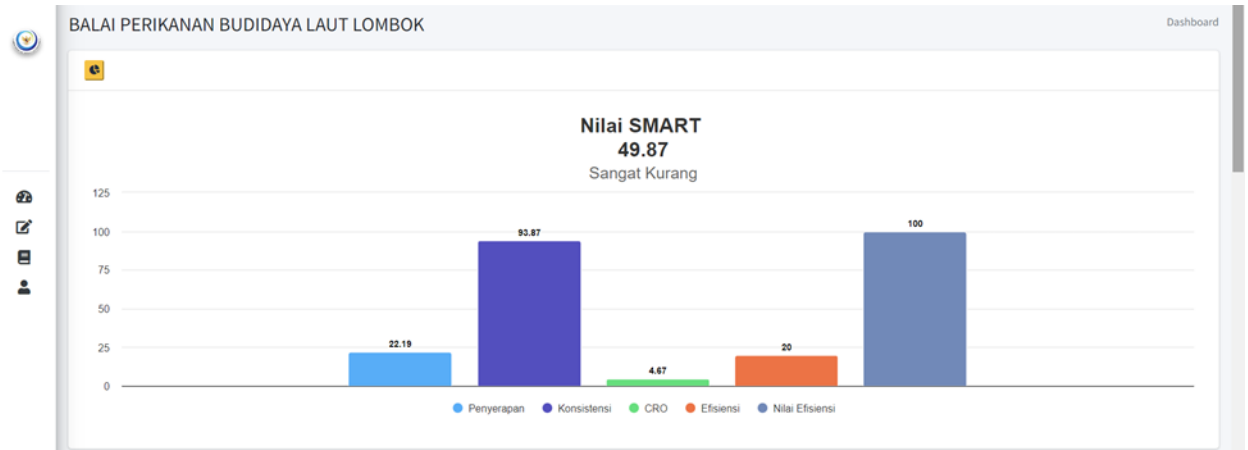 BALAI PERIKANAN BUDIDAYA LAUT LOMBOK
Dashboard
Nilai SMART
49.87
Sangat Kurang
125
100
75
50
25
0
22.19
93.87
4.67
20
100
Penyerapan Konsistensi CRO Efisiensi Nilai Efisiensi